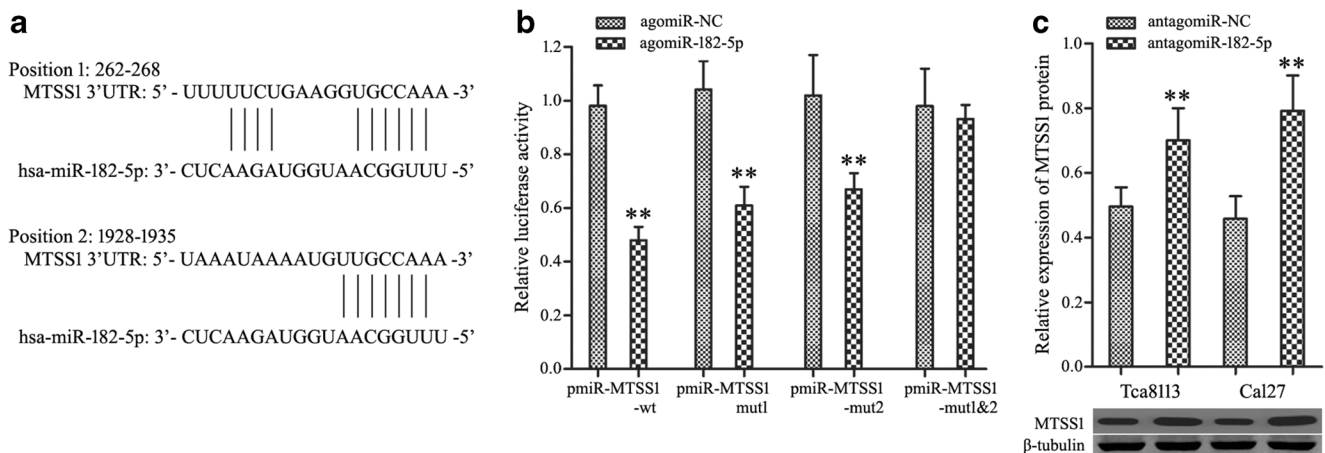 a
Position 1: 262-268
MTSS1 3'UTR: 5' - UUUUUCUGAAGGUGCCAAA -3'
hsa-miR-182-5p: 3'- CUCAAGAUGGUAACGGUUU -5'
Position 2: 1928-1935
MTSS1 3'UTR: 5'- UAAAUAAAAUGUUGCCAAA -3'
hsa-miR-182-5p: 3'- CUCAAGAUGGUAACGGUUU -5'
b
agomiR-NC
agomiR-182-5p
Relative luciferase activity
1.2
1.0
0.8
0.6
0.4
0.2
0.0
**
**
**
pmiR-MTSS1
-wt
pmiR-MTSS1
mut1
pmiR-MTSS1
-mut2
pmiR-MTSS1
-mut1&2
c
antagomiR-NC
antagomiR-182-5p
Relative expression of MTSS1 protein
1.0
0.8
0.6
0.4
0.2
0.0
**
**
Tca8113
Cal27
MTSS1
β-tubulin